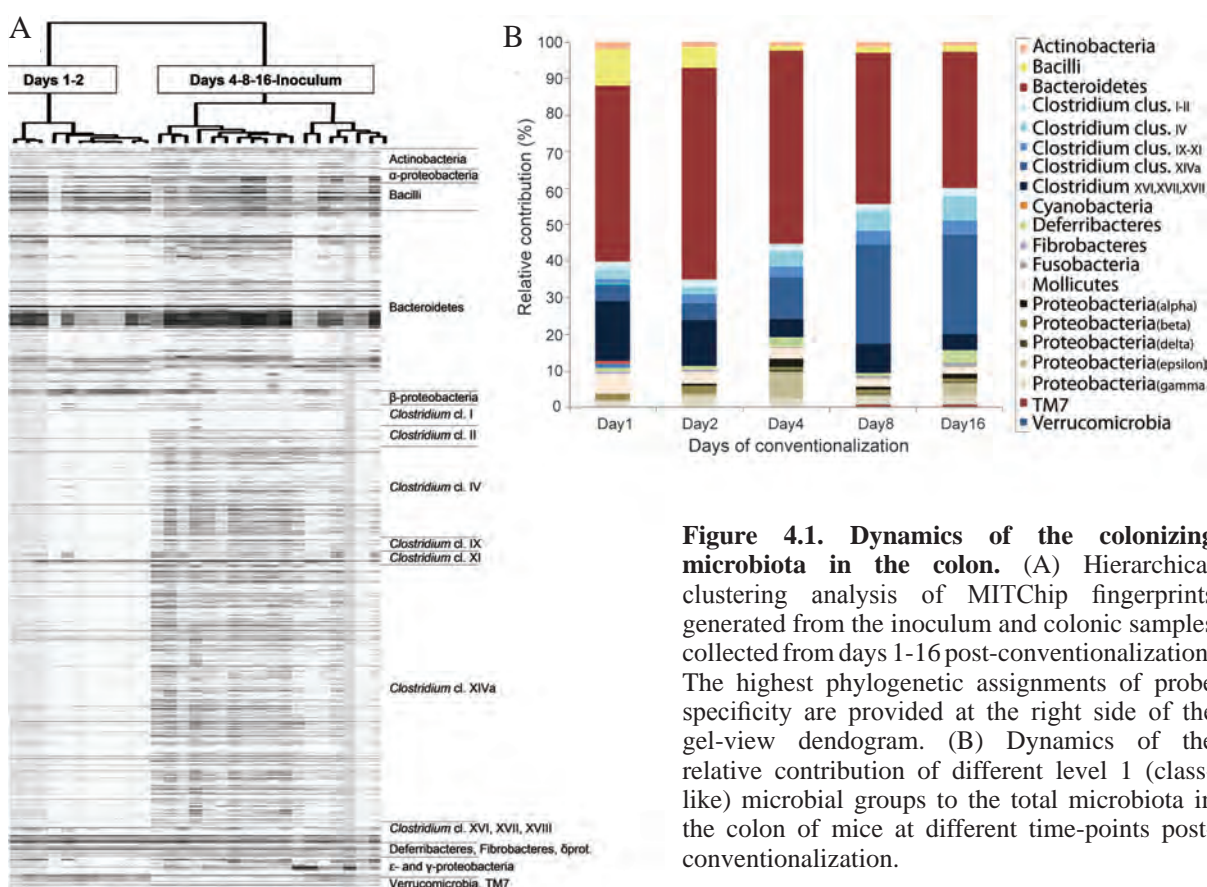 A
Days 1-2
Days 4-8-16-Inoculum
Actinobacteria
α-proteobacteria
Bacilli
Bacteroidetes
β-proteobacteria
Clostridium cl. I
Clostridium cl. II
Clostridium cl. IV
Clostridium cl. IX
Clostridium cl. XI
Clostridium cl. XIVa
Clostridium cl. XVI, XVII, XVIII
Deferribacteres, Fibrobacteres, δprot.
ε- and γ-proteobacteria
Verrucomicrobia, TM7
B
Relative contribution (%)
100
90
80
70
60
50
40
30
20
10
0
Day1
Day2
Day4
Day8
Day16
Days of conventionalization
Actinobacteria
Bacilli
Bacteroidetes
Clostridium clus. I-II
Clostridium clus. IV
Clostridium clus. IX-XI
Clostridium clus. XIVa
Clostridium XVI,XVII,XVII
Cyanobacteria
Deferribacteres
Fibrobacteres
Fusobacteria
Mollicutes
Proteobacteria(alpha)
Proteobacteria(beta)
Proteobacteria(delta)
Proteobacteria(epsilon)
Proteobacteria(gamma
TM7
Verrucomicrobia
Figure 4.1. Dynamics of the colonizing
microbiota in the colon. (A) Hierarchica
clustering analysis of MITChip fingerprints
generated from the inoculum and colonic samples
collected from days 1-16 post-conventionalization
The highest phylogenetic assignments of probe
specificity are provided at the right side of the
gel-view dendogram. (B) Dynamics of the
relative contribution of different level 1 (class
like) microbial groups to the total microbiota in
the colon of mice at different time-points post
conventionalization.